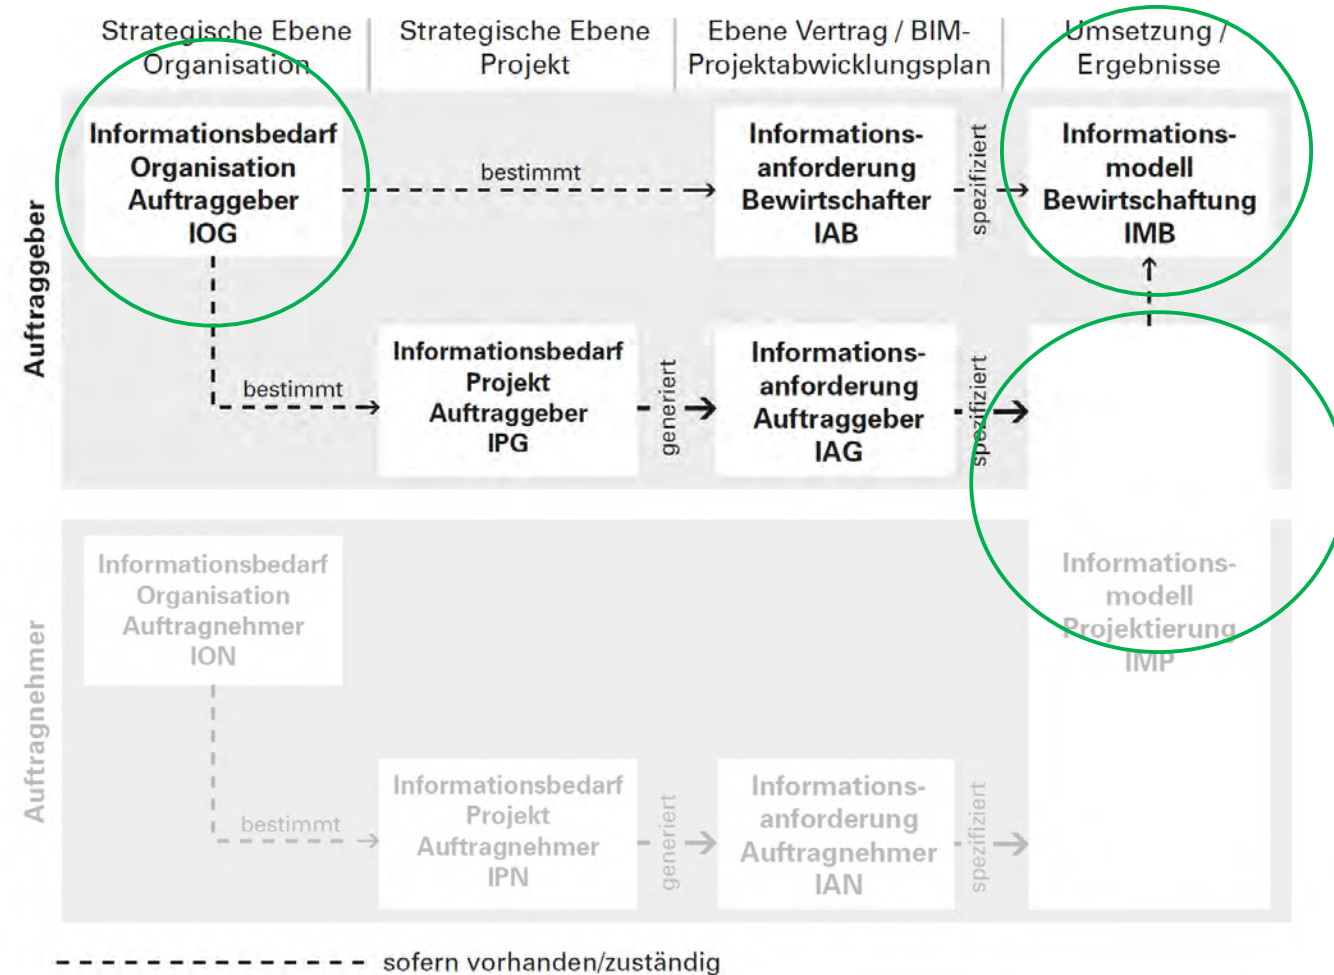 Strategische Ebene
Organisation
Strategische Ebene
Projekt
Ebene Vertrag / BIM-
Projektabwicklungsplan
Umsetzung /
Ergebnisse
Auftraggeber
Informationsbedarf
Organisation
Auftraggeber
IOG
bestimmt
Informations-
anforderung
Bewirtschafter
IAB
spezifiziert
Informations-
modell
Bewirtschaftung
IMB
bestimmt
Informationsbedarf
Projekt
Auftraggeber
IPG
generiert
Informations-
anforderung
Auftraggeber
IAG
spezifiziert
Auftragnehmer
Informationsbedarf
Organisation
Auftragnehmer
ION
Informations-
modell
Projektierung
IMP
bestimmt
Informationsbedarf
Projekt
Auftragnehmer
IPN
generiert
Informations-
anforderung
Auftragnehmer
IAN
spezifiziert
sofern vorhanden/zuständig